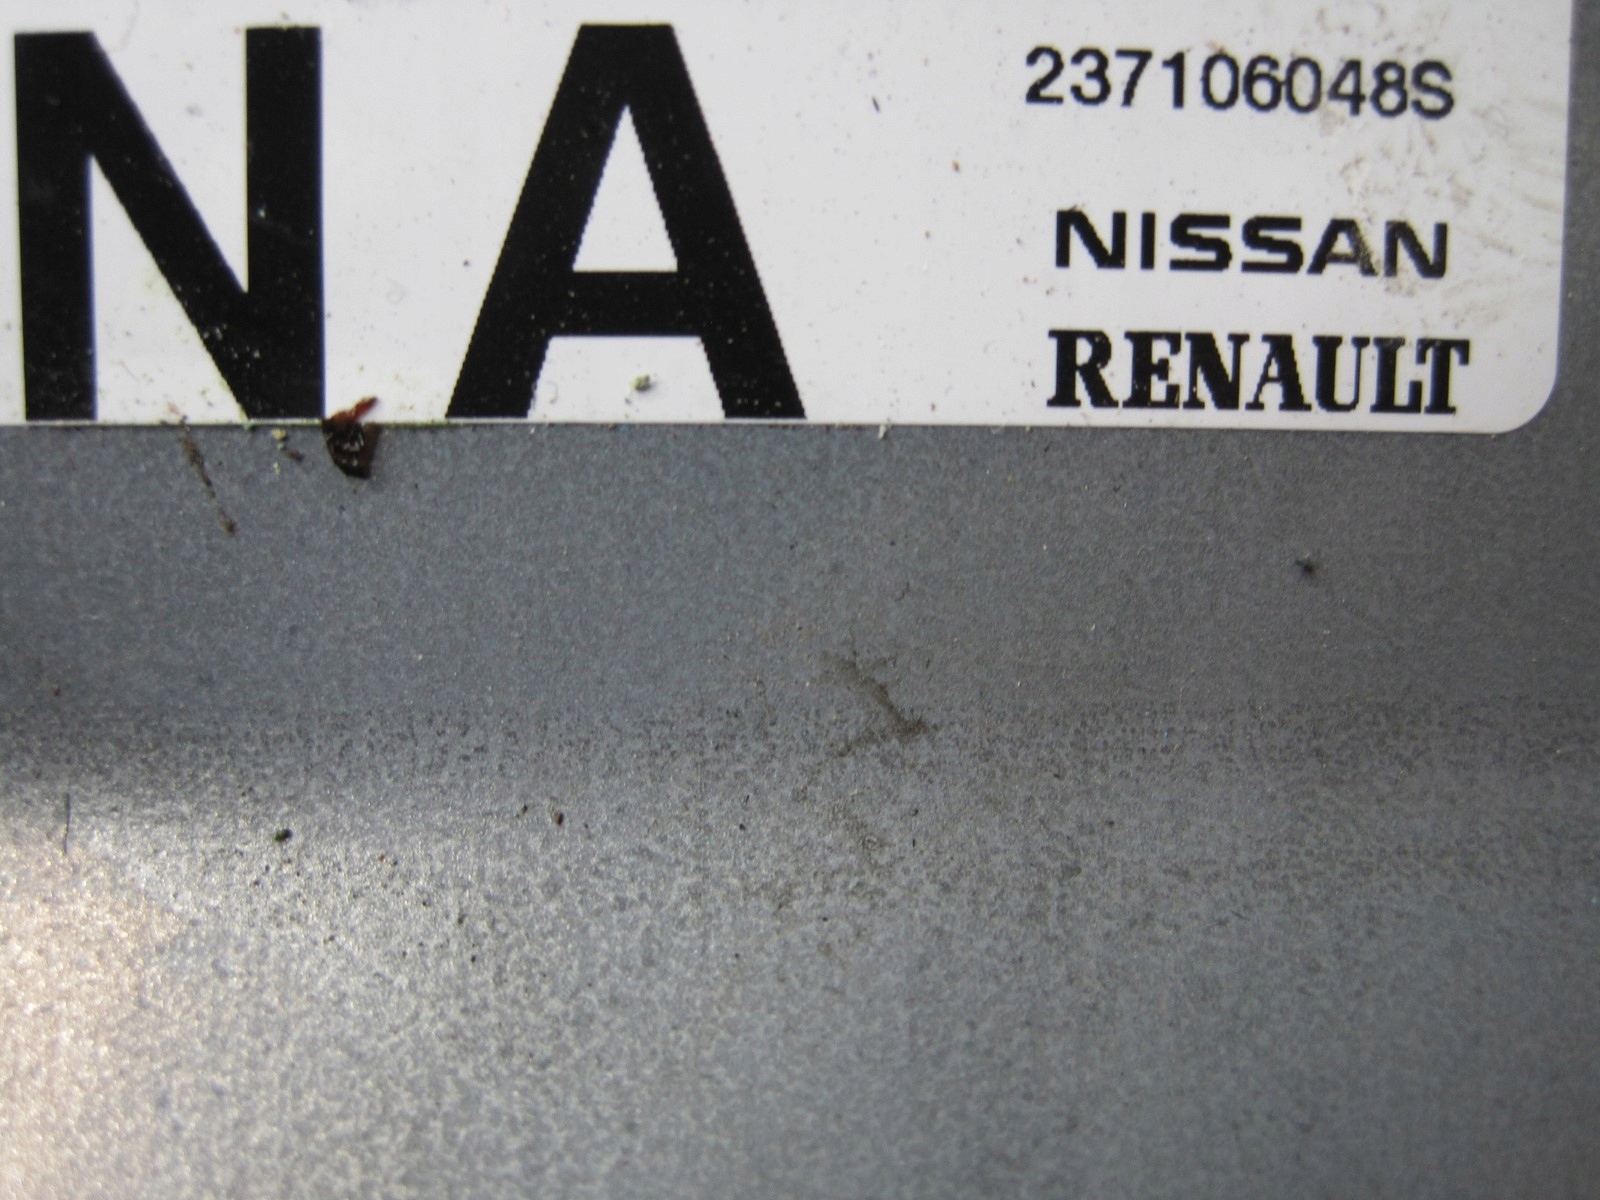 NA
237106048S
NISSAN
RENAULT